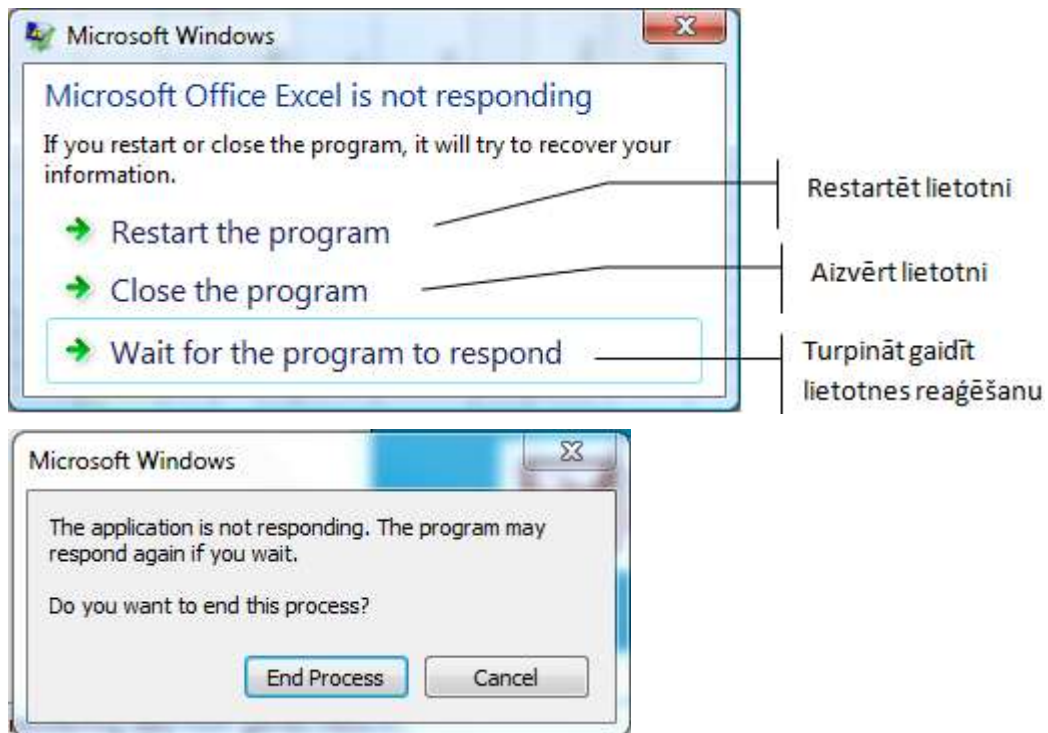 Microsoft Windows
Microsoft Office Excel is not responding
If you restart or close the program, it will try to recover your
information.
Restart the program
Close the program
Wait for the program to respond
Restartēt lietotni
Aizvērt lietotni
Turpināt gaidīt
lietotnes reaģēšanu
Microsoft Windows
The application is not responding. The program may
respond again if you wait.
Do you want to end this process?
End Process
Cancel